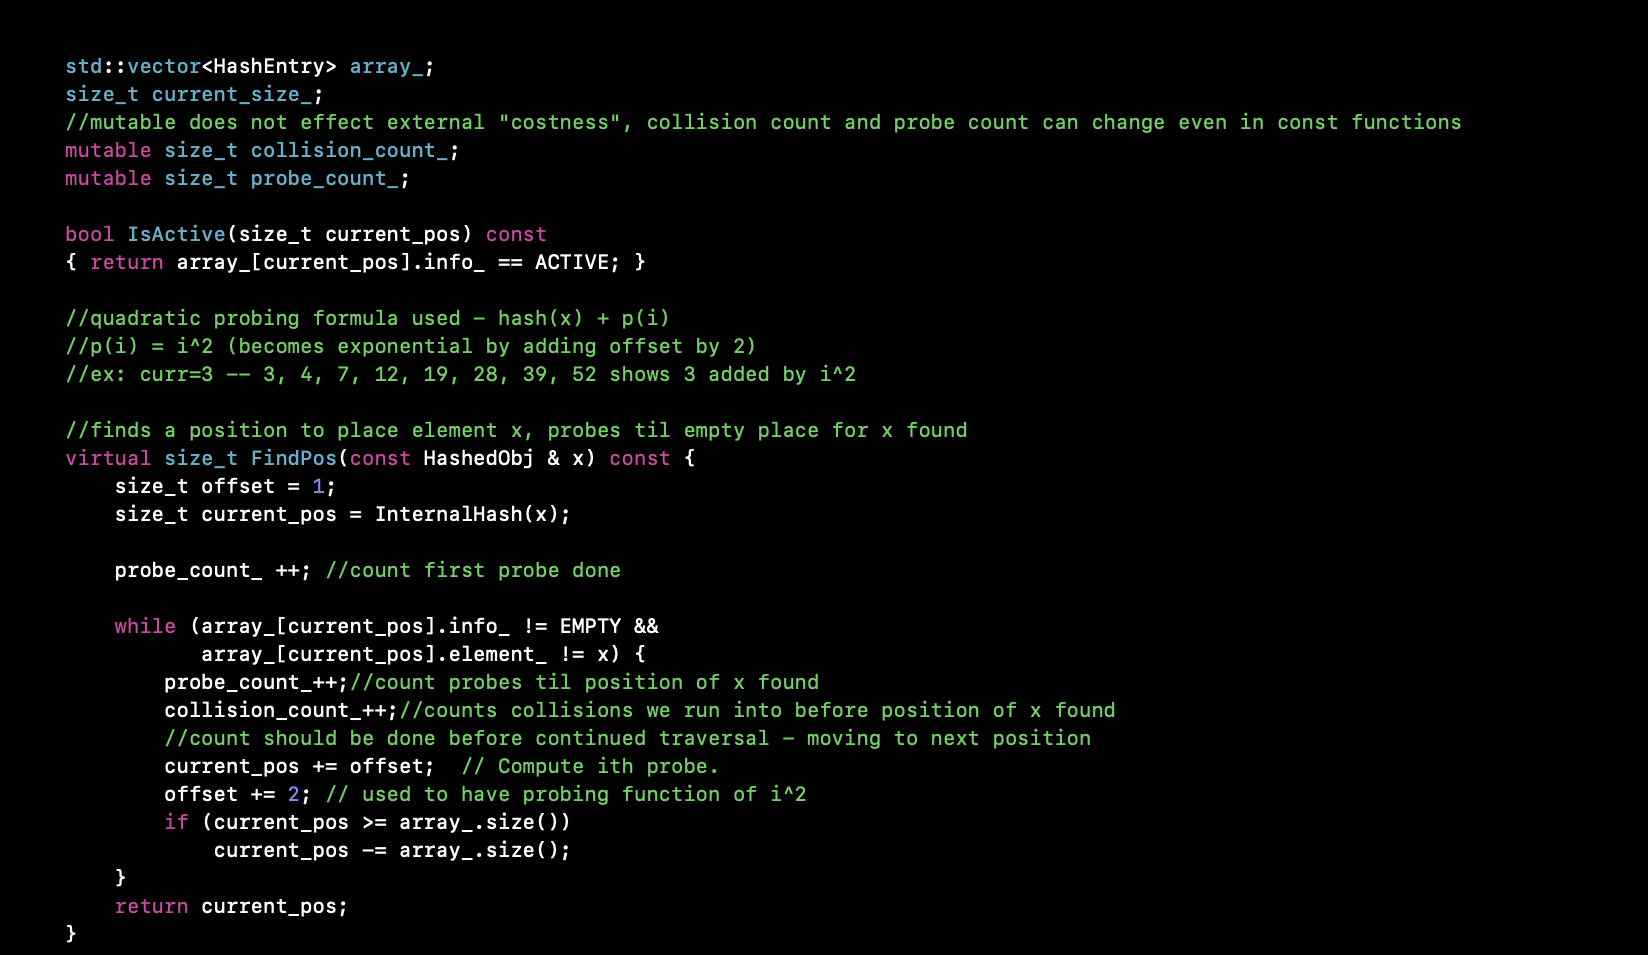 std::vector<HashEntry> array_;
size_t current_size_;
//mutable does not effect external "costness", collision count and probe count can change even in const functions
mutable size_t collision_count_;
mutable size_t probe_count_;

bool IsActive(size_t current_pos) const
{ return array_[current_pos].info_ == ACTIVE; }

//quadratic probing formula used - hash(x) + p(i)
//p(i) = i^2 (becomes exponential by adding offset by 2)
//ex: curr=3 -- 3, 4, 7, 12, 19, 28, 39, 52 shows 3 added by i^2

//finds a position to place element x, probes til empty place for x found
virtual size_t FindPos(const HashedObj & x) const {
    size_t offset = 1;
    size_t current_pos = InternalHash(x);

    probe_count_ ++; //count first probe done

    while (array_[current_pos].info_ != EMPTY &&
           array_[current_pos].element_ != x) {
        probe_count_++;//count probes til position of x found
        collision_count_++;//counts collisions we run into before position of x found
        //count should be done before continued traversal - moving to next position
        current_pos += offset;  // Compute ith probe.
        offset += 2; // used to have probing function of i^2
        if (current_pos >= array_.size())
            current_pos -= array_.size();
    }
    return current_pos;
}